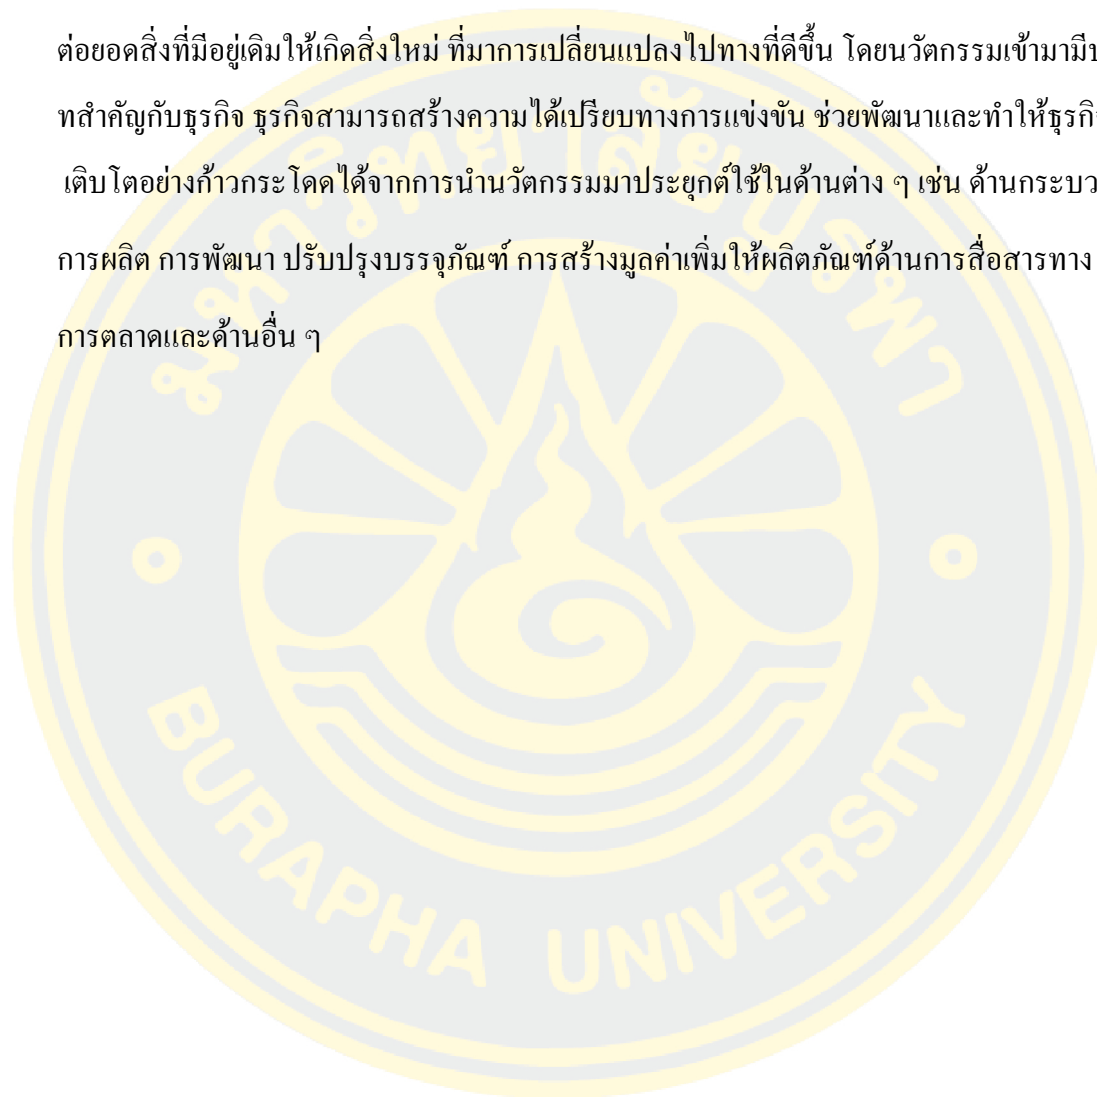 ต่อยอดสิ่งที่มีอยู่เดิมให้เกิดสิ่งใหม่ ที่มาการเปลี่ยนแปลงไปทางที่ดีขึ้น โดยนวัตกรรมเข้ามามีบ
ทสำคัญกับธุรกิจ ธุรกิจสามารถสร้างความได้เปรียบทางการแข่งขัน ช่วยพัฒนาและทำให้ธุรกิ
เติบโตอย่างก้าวกระโดดได้จากการนำนวัตกรรมมาประยุกต์ใช้ในด้านต่าง ๆ เช่น ด้านกระบว
การผลิต การพัฒนา ปรับปรุงบรรจุภัณฑ์ การสร้างมูลค่าเพิ่มให้ผลิตภัณฑ์ด้านการสื่อสารทาง
การตลาดและด้านอื่น ๆ
มหาวิทยาลัยบูรพา
BURAPHA UNIVERSITY